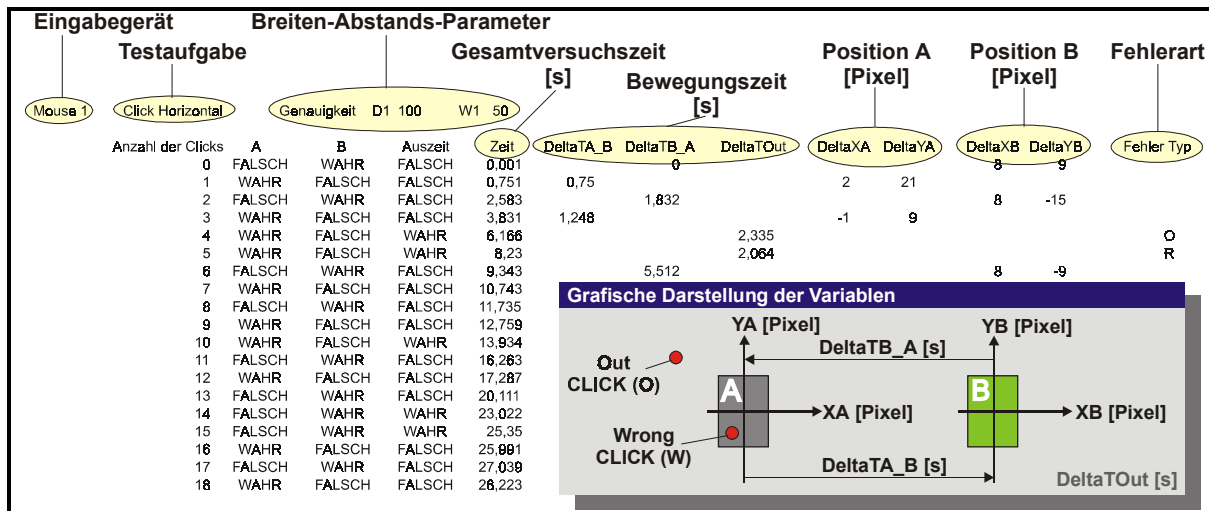 Eingabegerät Breiten-Abstands-Parameter
Testaufgabe Gesamtversuchszeit [s] Bewegungszeit [s] Position A [Pixel] Position B [Pixel] Fehlerart
Mouse 1 Click Horizontal Genauigkeit D1 100 W1 50
Anzahl der Clicks A B Auszeit Zeit DeltaTA_B DeltaTB_A DeltaTOut DeltaXA DeltaYA DeltaXB DeltaYB Fehler Typ
0 FALSCH WAHR FALSCH 0,001 0 8 9
1 WAHR FALSCH FALSCH 0,751 0,75 2 21
2 FALSCH WAHR FALSCH 2,583 1,832 8 -15
3 WAHR FALSCH FALSCH 3,831 1,248 -1 9
4 WAHR FALSCH WAHR 6,166 2,335 O
5 WAHR FALSCH WAHR 8,23 2,064 R
6 FALSCH WAHR FALSCH 9,343 5,512 8 -9
7 WAHR FALSCH FALSCH 10,743
8 FALSCH WAHR FALSCH 11,735
9 WAHR FALSCH FALSCH 12,759
10 WAHR FALSCH FALSCH 13,934
11 FALSCH WAHR FALSCH 16,263
12 WAHR FALSCH FALSCH 17,287
13 FALSCH WAHR FALSCH 20,111
14 FALSCH WAHR WAHR 23,022
15 FALSCH WAHR WAHR 25,35
16 WAHR FALSCH FALSCH 25,991
17 FALSCH WAHR FALSCH 27,039
18 WAHR FALSCH FALSCH 28,223
Grafische Darstellung der Variablen
YA [Pixel] YB [Pixel]
DeltaTB_A [s]
Out
CLICK (O)
A B
XA [Pixel] XB [Pixel]
Wrong
CLICK (W)
DeltaTA_B [s]
DeltaTOut [s]